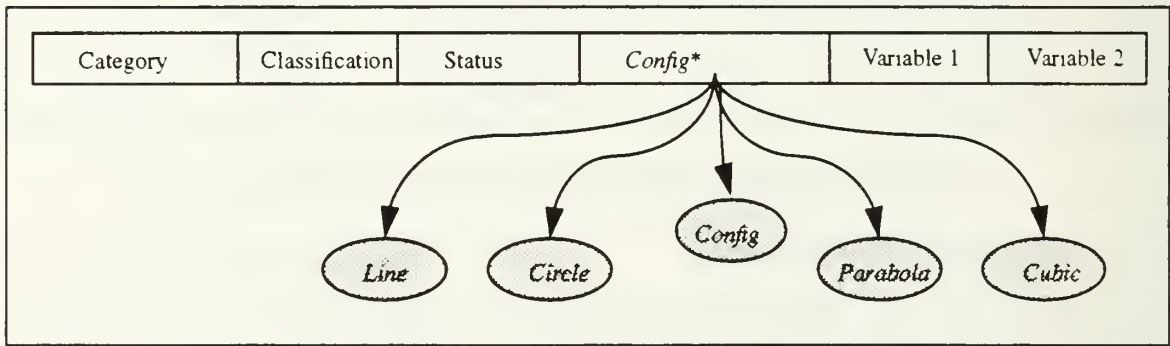 Category Classification Status Config* Variable 1 Variable 2
Config
Line Circle Parabola Cubic